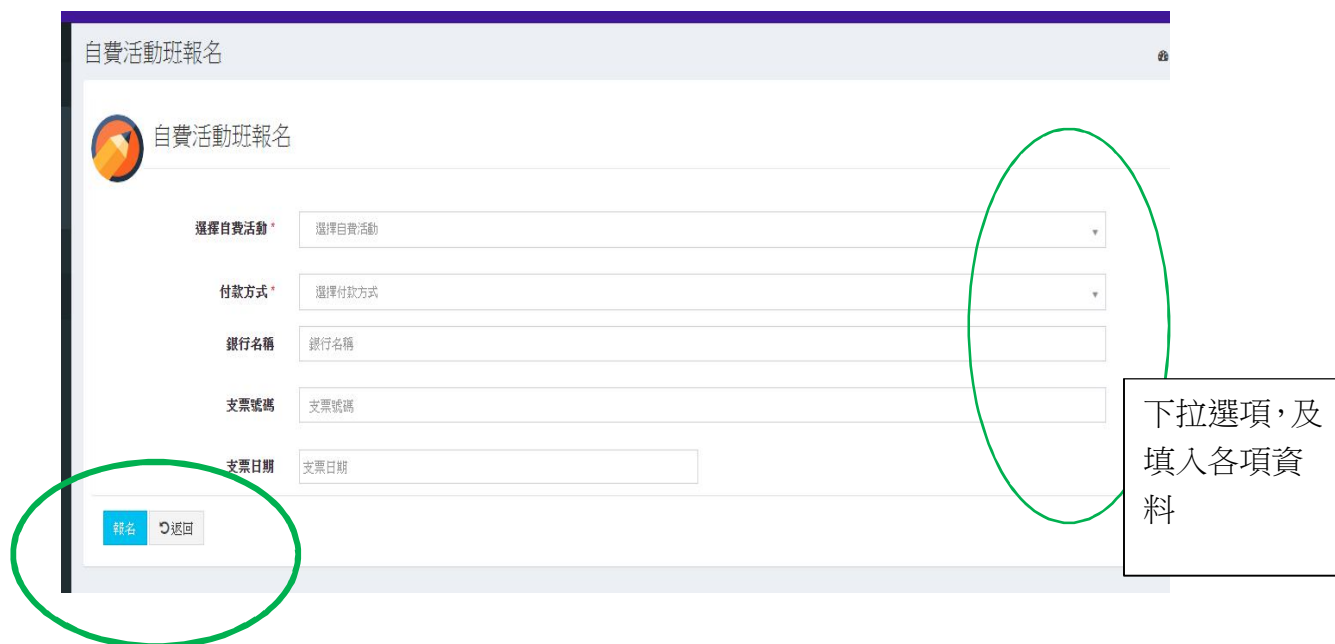 自費活動班報名
自費活動班報名
選擇自費活動 *
選擇自費活動
付款方式 *
選擇付款方式
銀行名稱
銀行名稱
支票號碼
支票號碼
支票日期
支票日期
報名 返回
下拉選項，及
填入各項資
料